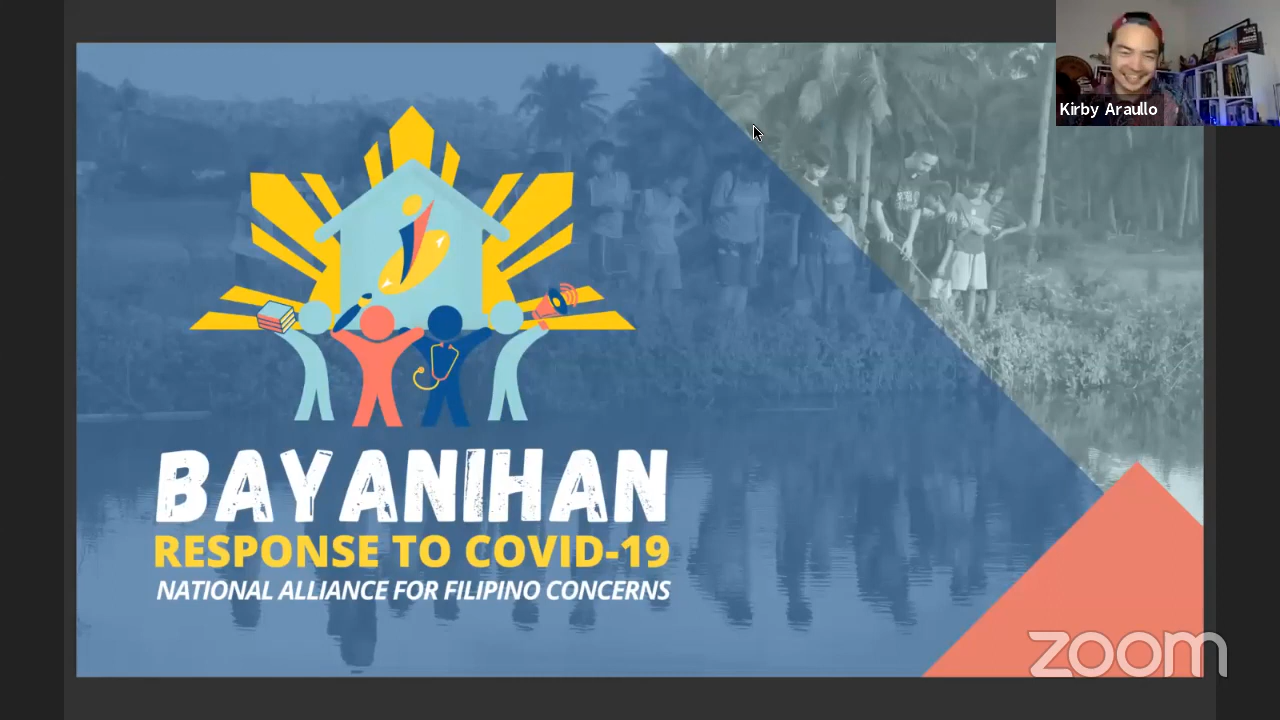 Kirby Araullo
BAYANIHAN
RESPONSE TO COVID-19
NATIONAL ALLIANCE FOR FILIPINO CONCERNS
zoom